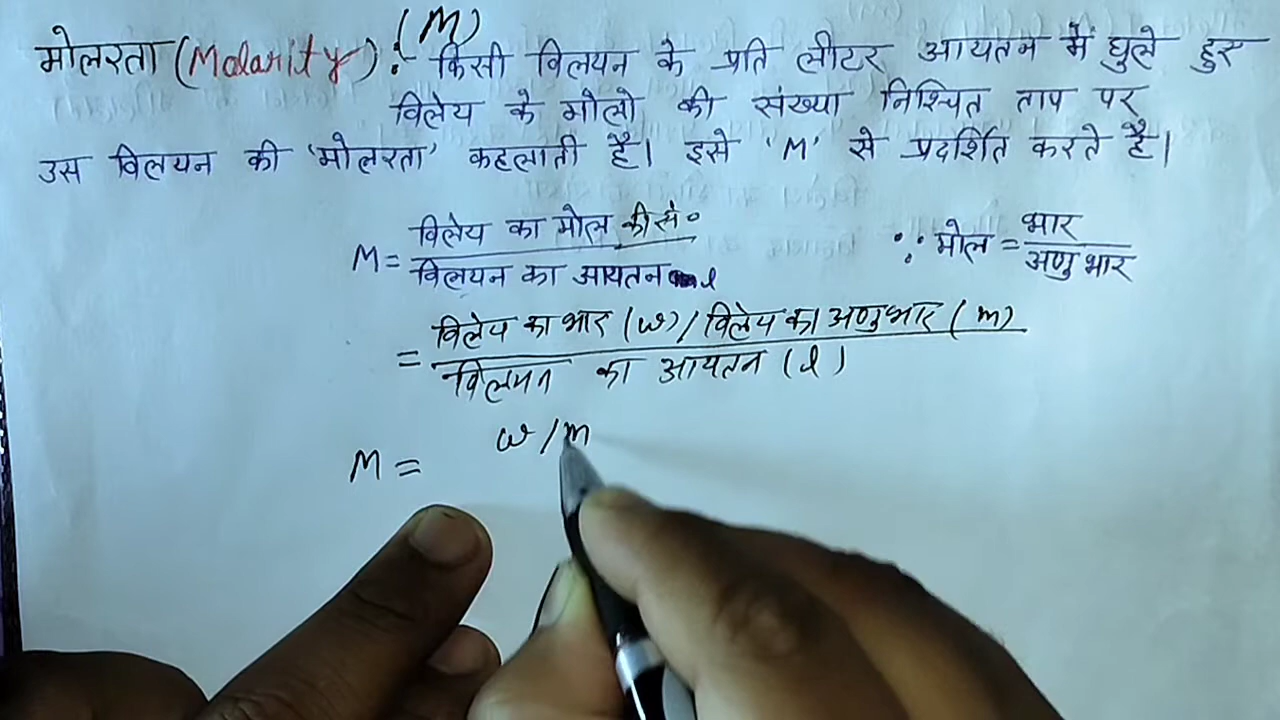 मोलरता (Molarity) (M) :- किसी विलयन के प्रति लीटर आयतन में घुले हुए
विलेय के मोलो की संख्या निश्चित ताप पर
उस विलयन की 'मोलरता' कहलाती है। इसे 'M' से प्रदर्शित करते है।
M = विलेय का मोल की सं०
विलयन का आयतन l
∵ मोल = भार
अणुभार
= विलेय का भार (w) / विलेय का अणुभार (m)
विलयन का आयतन (l)
M = w/m